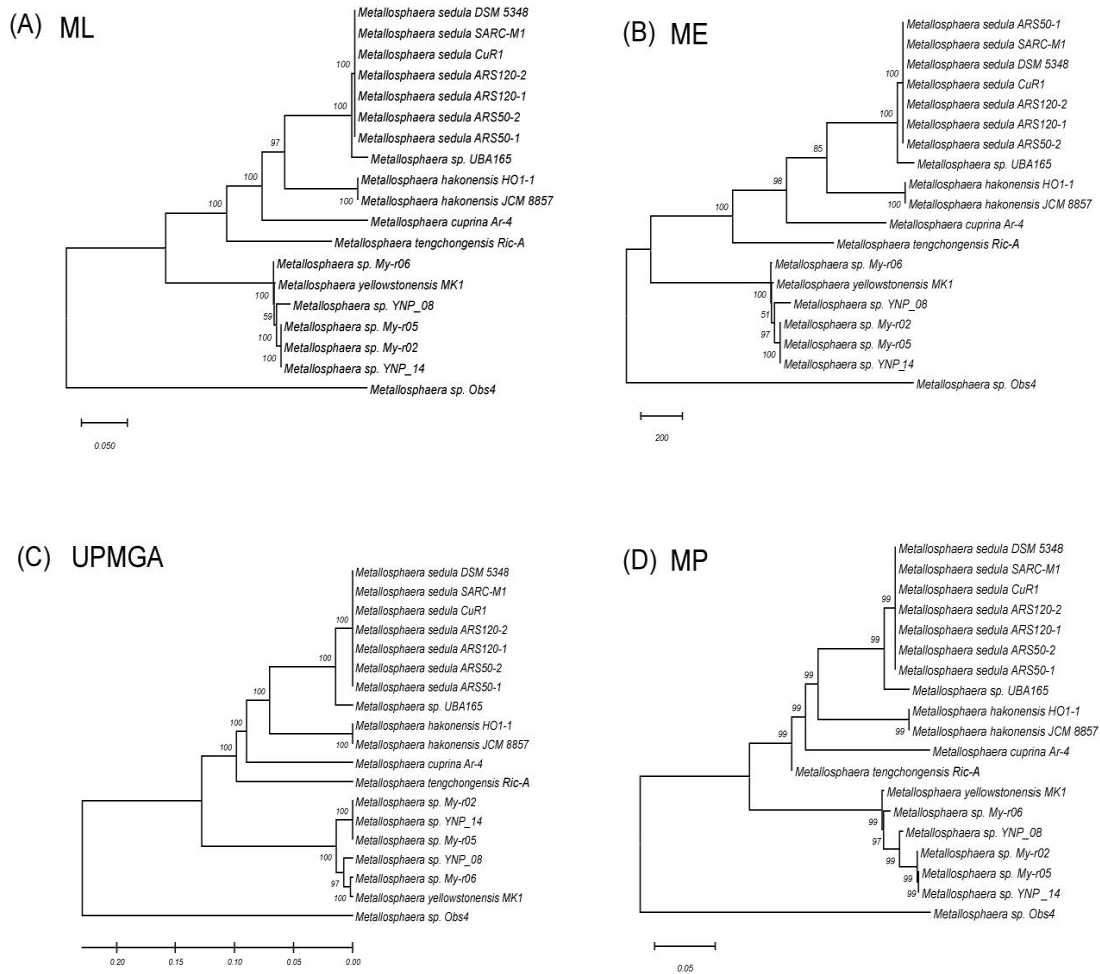 (A) ML
Metallosphaera sedula DSM 5348
Metallosphaera sedula SARC-M1
Metallosphaera sedula CuR1
100
Metallosphaera sedula ARS120-2
Metallosphaera sedula ARS120-1
100
Metallosphaera sedula ARS50-2
Metallosphaera sedula ARS50-1
97
Metallosphaera sp. UBA165
100
Metallosphaera hakonensis HO1-1
100
Metallosphaera hakonensis JCM 8857
100
Metallosphaera cuprina Ar-4
Metallosphaera tengchongensis Ric-A
Metallosphaera sp. My-r06
Metallosphaera yellowstonensis MK1
100
Metallosphaera sp. YNP_08
59
Metallosphaera sp. My-r05
100
Metallosphaera sp. My-r02
100
Metallosphaera sp. YNP_14
Metallosphaera sp. Obs4
0.050
(B) ME
Metallosphaera sedula ARS50-1
Metallosphaera sedula SARC-M1
Metallosphaera sedula DSM 5348
100
Metallosphaera sedula CuR1
Metallosphaera sedula ARS120-2
100
Metallosphaera sedula ARS120-1
Metallosphaera sedula ARS50-2
85
Metallosphaera sp. UBA165
98
Metallosphaera hakonensis HO1-1
100
Metallosphaera hakonensis JCM 8857
100
Metallosphaera cuprina Ar-4
Metallosphaera tengchongensis Ric-A
Metallosphaera sp. My-r06
Metallosphaera yellowstonensis MK1
100
Metallosphaera sp. YNP_08
51
Metallosphaera sp. My-r02
97
Metallosphaera sp. My-r05
100
Metallosphaera sp. YNP_14
Metallosphaera sp. Obs4
200
(C) UPMGA
Metallosphaera sedula DSM 5348
Metallosphaera sedula SARC-M1
Metallosphaera sedula CuR1
100
Metallosphaera sedula ARS120-2
Metallosphaera sedula ARS120-1
100
Metallosphaera sedula ARS50-2
Metallosphaera sedula ARS50-1
100
Metallosphaera sp. UBA165
100
Metallosphaera hakonensis HO1-1
100
Metallosphaera hakonensis JCM 8857
100
Metallosphaera cuprina Ar-4
Metallosphaera tengchongensis Ric-A
Metallosphaera sp. My-r02
Metallosphaera sp. YNP_14
Metallosphaera sp. My-r05
100
Metallosphaera sp. YNP_08
Metallosphaera sp. My-r06
97
100
Metallosphaera yellowstonensis MK1
Metallosphaera sp. Obs4
0.20 0.15 0.10 0.05 0.00
(D) MP
Metallosphaera sedula DSM 5348
Metallosphaera sedula SARC-M1
Metallosphaera sedula CuR1
99
Metallosphaera sedula ARS120-2
Metallosphaera sedula ARS120-1
99
Metallosphaera sedula ARS50-2
Metallosphaera sedula ARS50-1
99
Metallosphaera sp. UBA165
99
Metallosphaera hakonensis HO1-1
99
Metallosphaera hakonensis JCM 8857
99
Metallosphaera cuprina Ar-4
Metallosphaera tengchongensis Ric-A
Metallosphaera yellowstonensis MK1
Metallosphaera sp. My-r06
99
Metallosphaera sp. YNP_08
97
Metallosphaera sp. My-r02
99
Metallosphaera sp. My-r05
99
99
Metallosphaera sp. YNP _14
Metallosphaera sp. Obs4
0.05